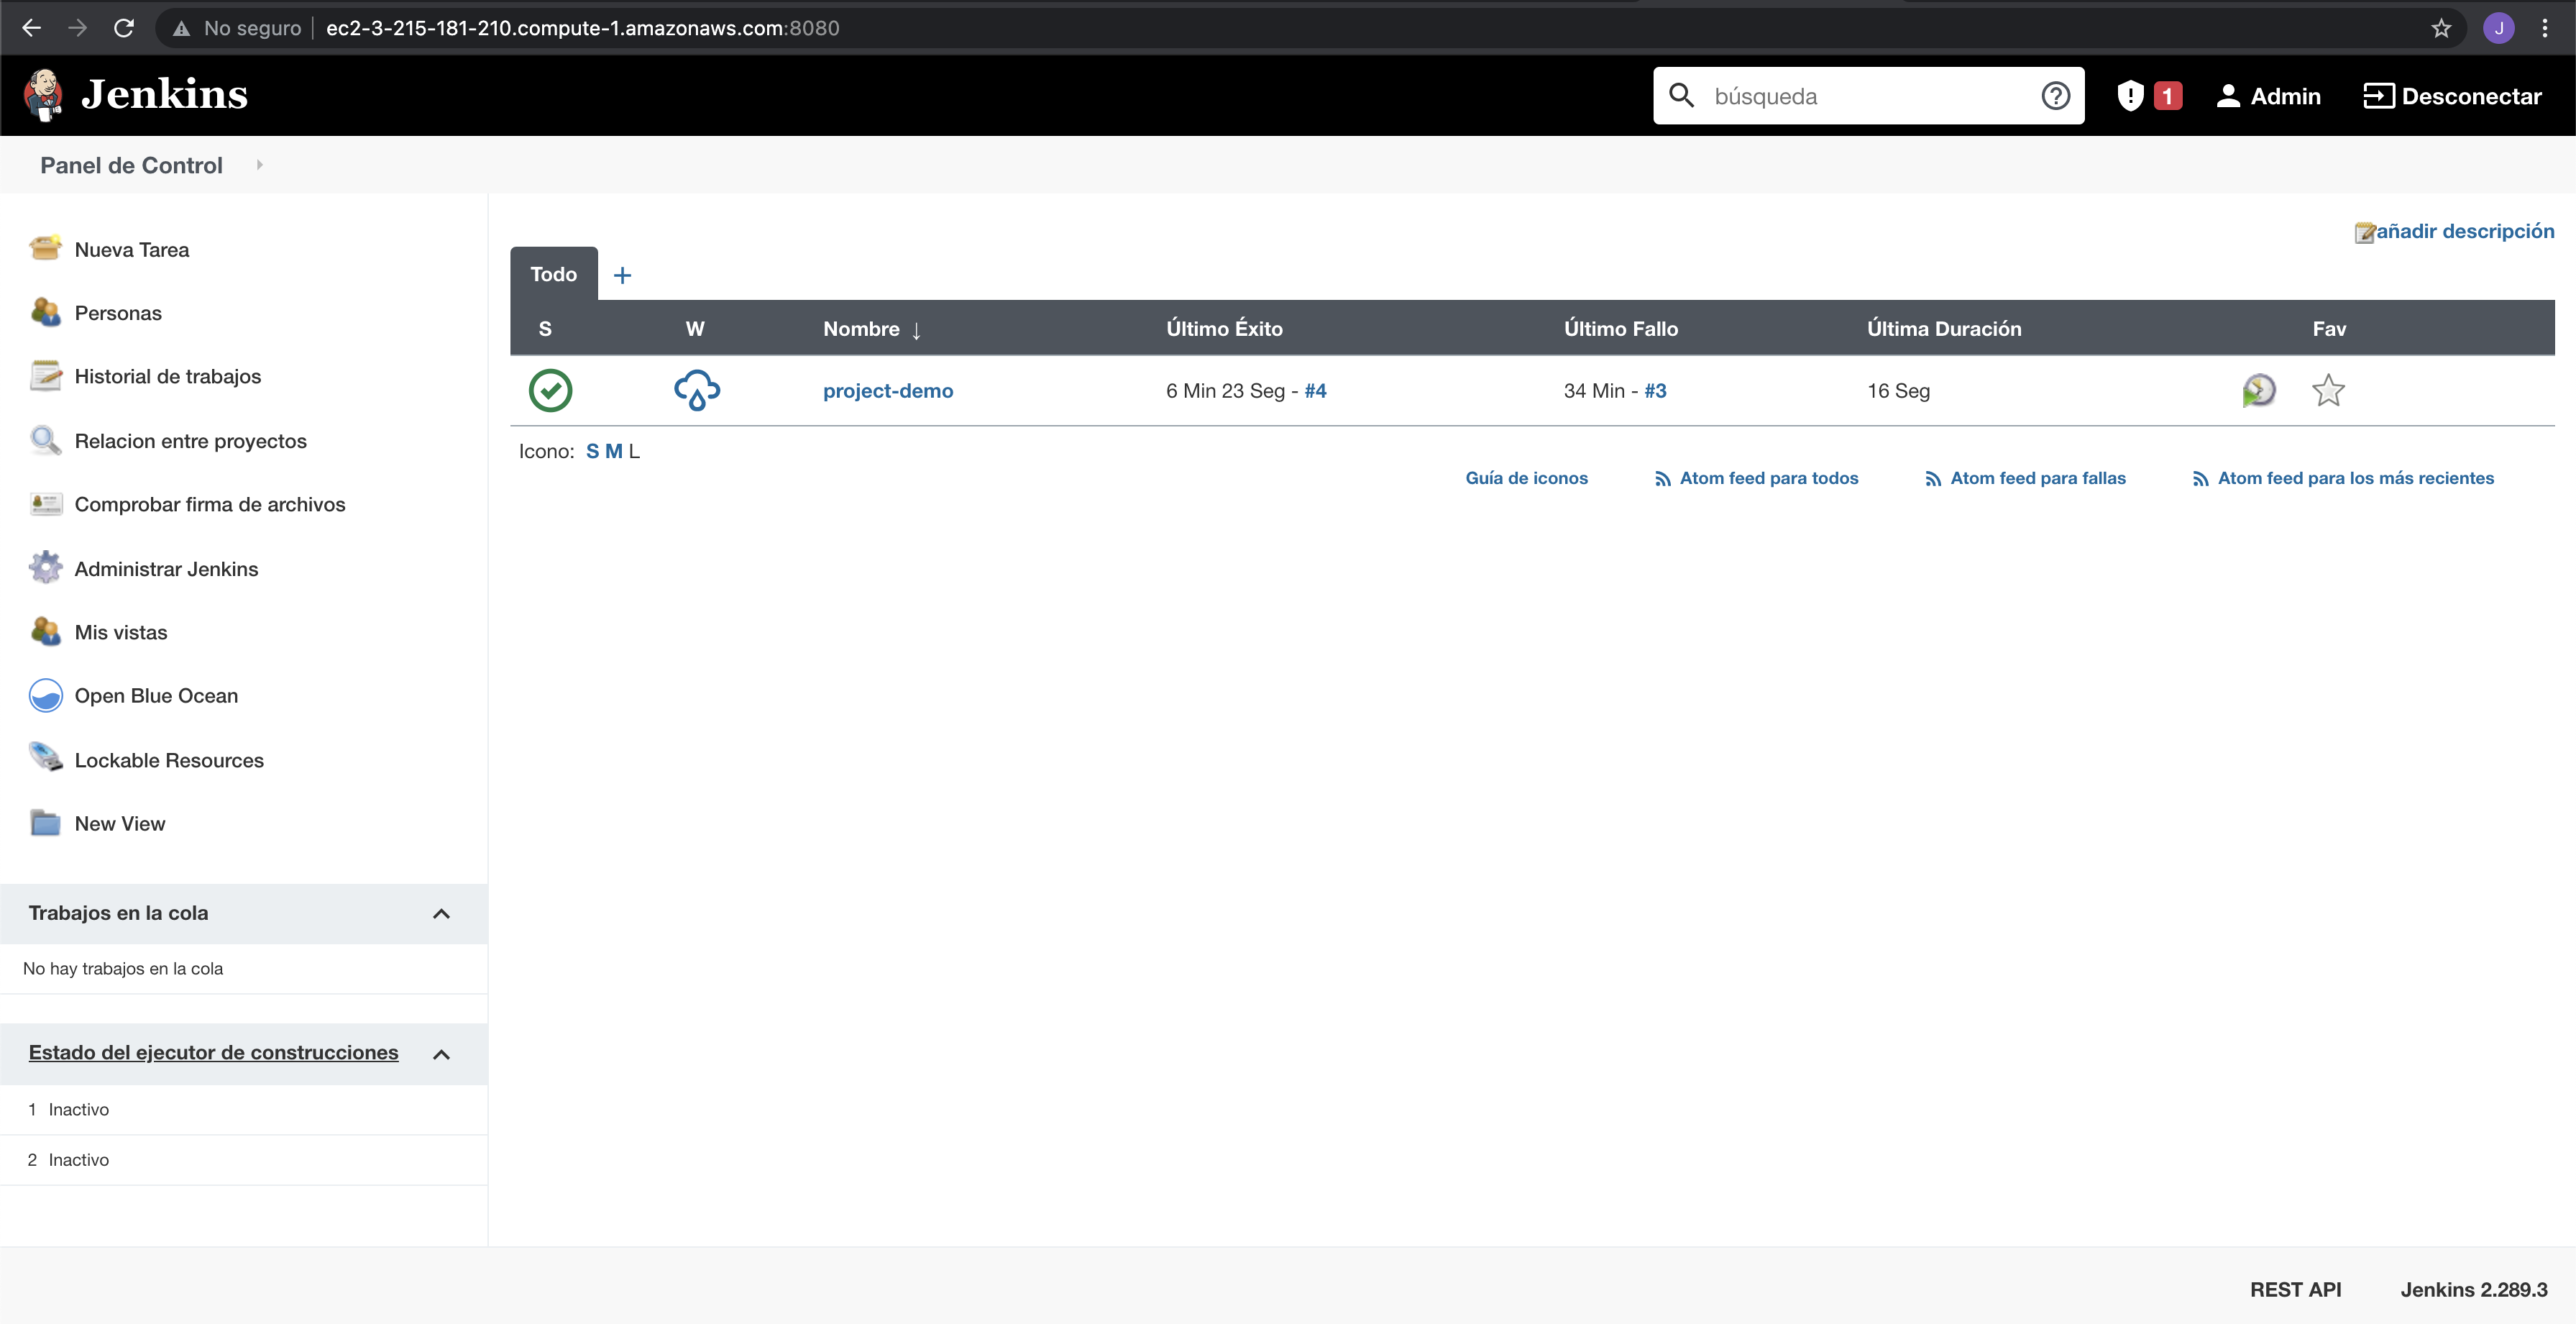 No seguro ec2-3-215-181-210.compute-1.amazonaws.com:8080 J
Jenkins búsqueda 1 Admin Desconectar
Panel de Control
Nueva Tarea
Personas
Historial de trabajos
Relacion entre proyectos
Comprobar firma de archivos
Administrar Jenkins
Mis vistas
Open Blue Ocean
Lockable Resources
New View
Trabajos en la cola
No hay trabajos en la cola
Estado del ejecutor de construcciones
1 Inactivo
2 Inactivo
añadir descripción
Todo +
S W Nombre ↓ Último Éxito Último Fallo Última Duración Fav
project-demo 6 Min 23 Seg - #4 34 Min - #3 16 Seg
Icono: S M L
Guía de iconos Atom feed para todos Atom feed para fallas Atom feed para los más recientes
REST API Jenkins 2.289.3